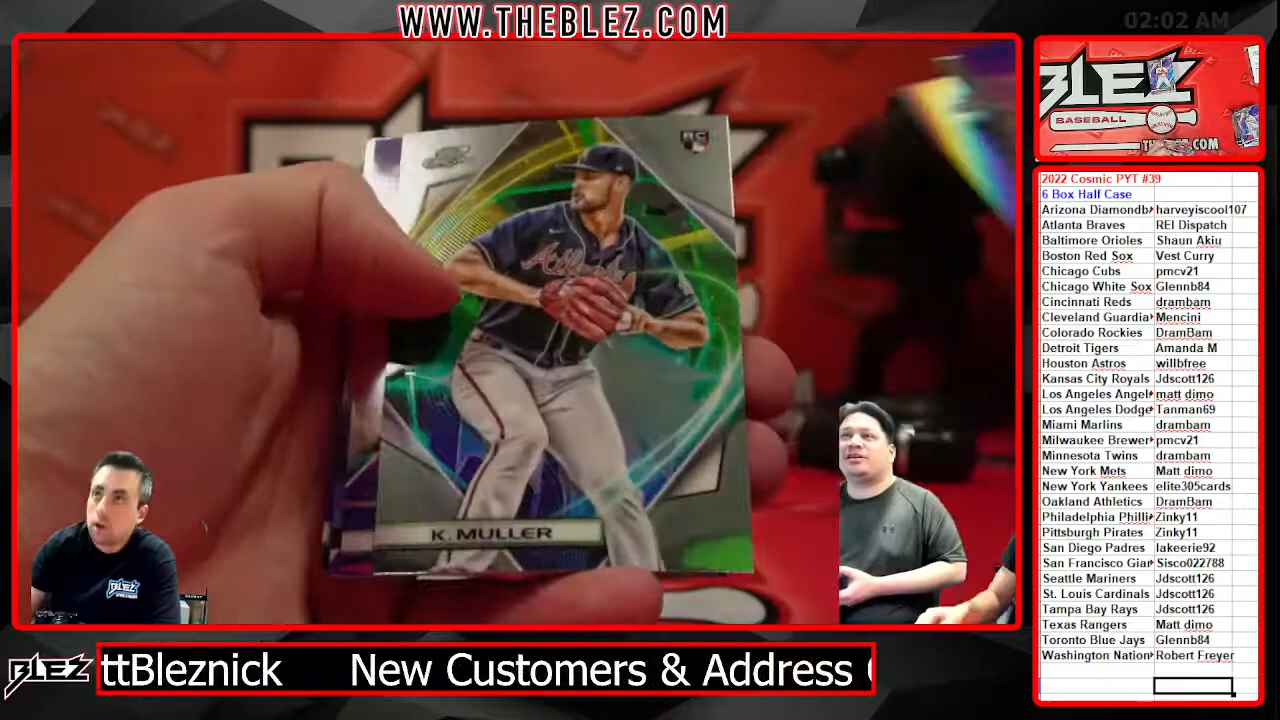 WWW.THEBLEZ.COM
02:02 AM
BLEZ
BASEBALL
.COM
RC
Atlanta
K. MULLER
2022 Cosmic PYT #39
6 Box Half Case
Arizona Diamondb harveyiscool107
Atlanta Braves REI Dispatch
Baltimore Orioles Shaun Akiu
Boston Red Sox Vest Curry
Chicago Cubs pmcv21
Chicago White Sox Glennb84
Cincinnati Reds drambam
Cleveland Guardia Mencini
Colorado Rockies DramBam
Detroit Tigers Amanda M
Houston Astros willhfree
Kansas City Royals Jdscott126
Los Angeles Angel matt dimo
Los Angeles Dodge Tanman69
Miami Marlins drambam
Milwaukee Brewer pmcv21
Minnesota Twins drambam
New York Mets Matt dimo
New York Yankees elite305cards
Oakland Athletics DramBam
Philadelphia Philli Zinky11
Pittsburgh Pirates Zinky11
San Diego Padres lakeerie92
San Francisco Gian Sisco022788
Seattle Mariners Jdscott126
St. Louis Cardinals Jdscott126
Tampa Bay Rays Jdscott126
Texas Rangers Matt dimo
Toronto Blue Jays Glennb84
Washington Nation Robert Freyer
BLEZ
BLEZ
ttBleznick New Customers & Address